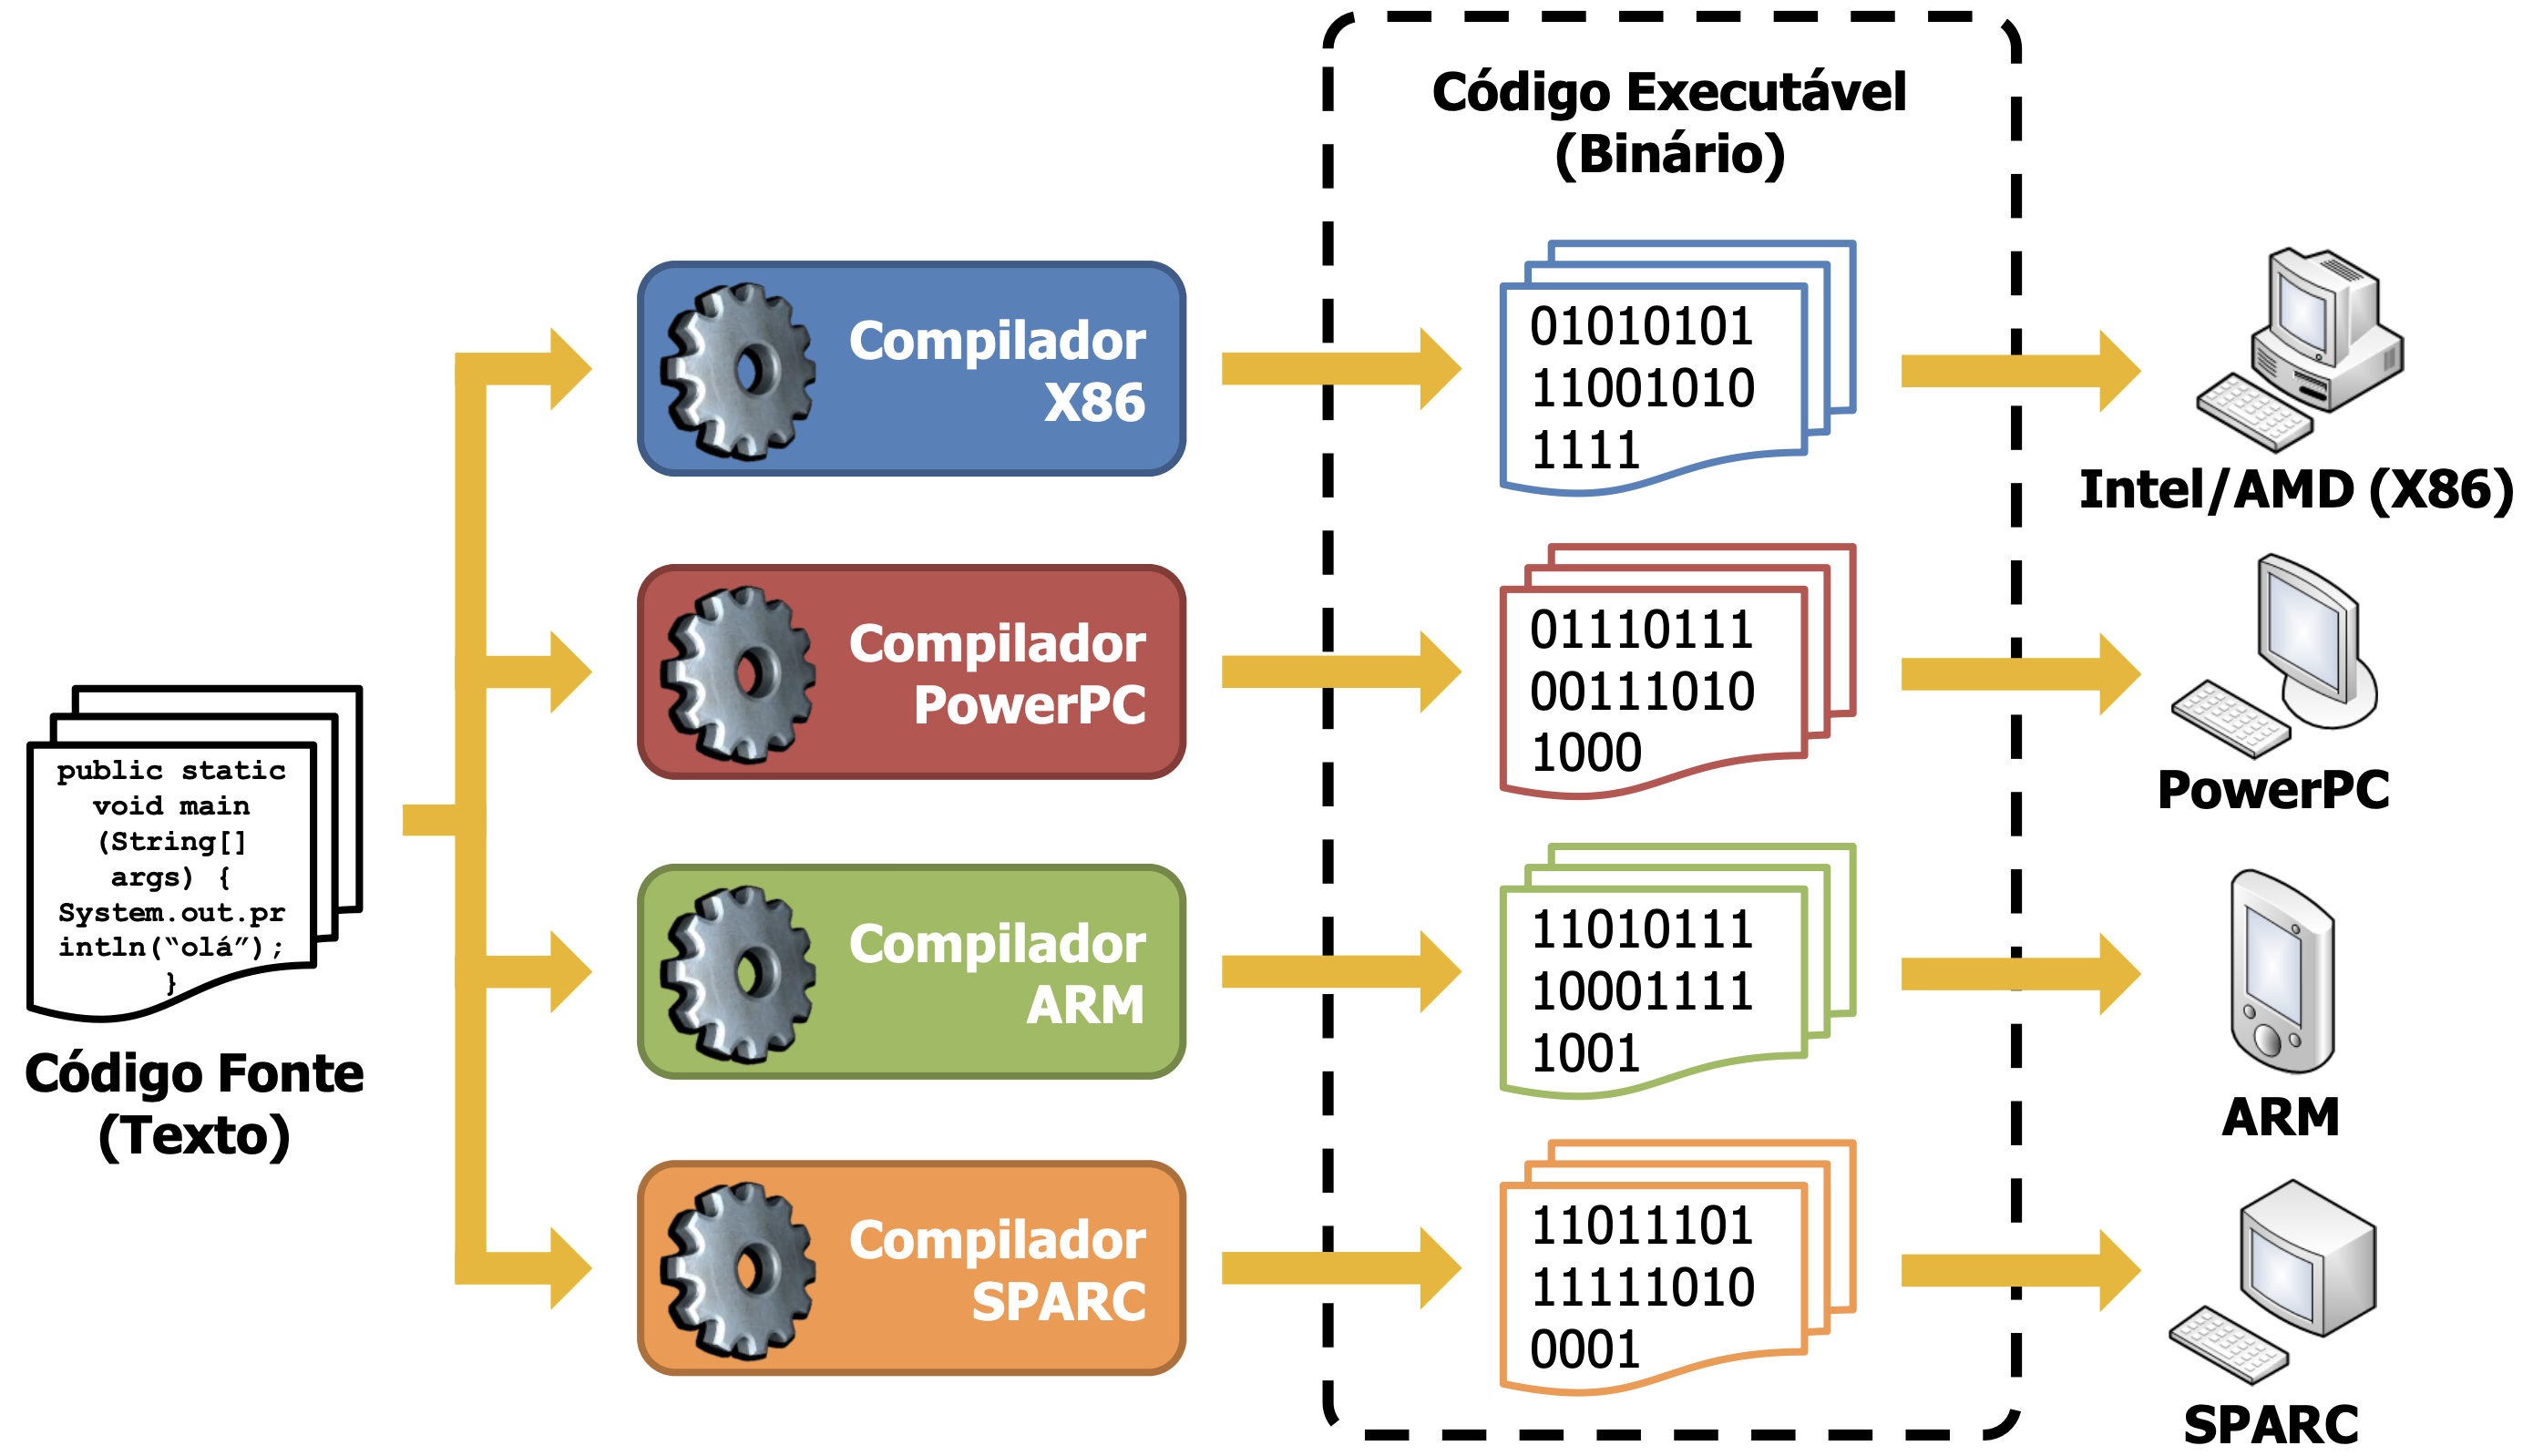 public static
void main
(String[]
args) {
System.out.pr
intln(“olá”);
}
Código Fonte
(Texto)
Compilador
X86
Compilador
PowerPC
Compilador
ARM
Compilador
SPARC
Código Executável
(Binário)
01010101
11001010
1111
01110111
00111010
1000
11010111
10001111
1001
11011101
11111010
0001
Intel/AMD (X86)
PowerPC
ARM
SPARC